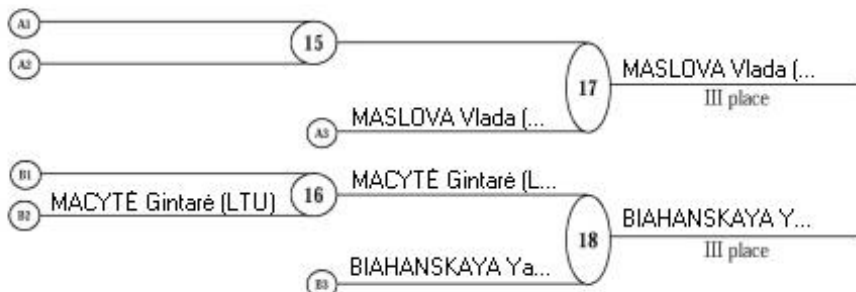 A1
A2
15
MASLOVA Vlada (...
III place
17
MASLOVA Vlada (...
A3
B1
MACYTĖ Gintarė (LTU)
B2
16
MACYTĖ Gintarė (L...
BIAHANSKAYA Y...
III place
18
BIAHANSKAYA Ya...
B3